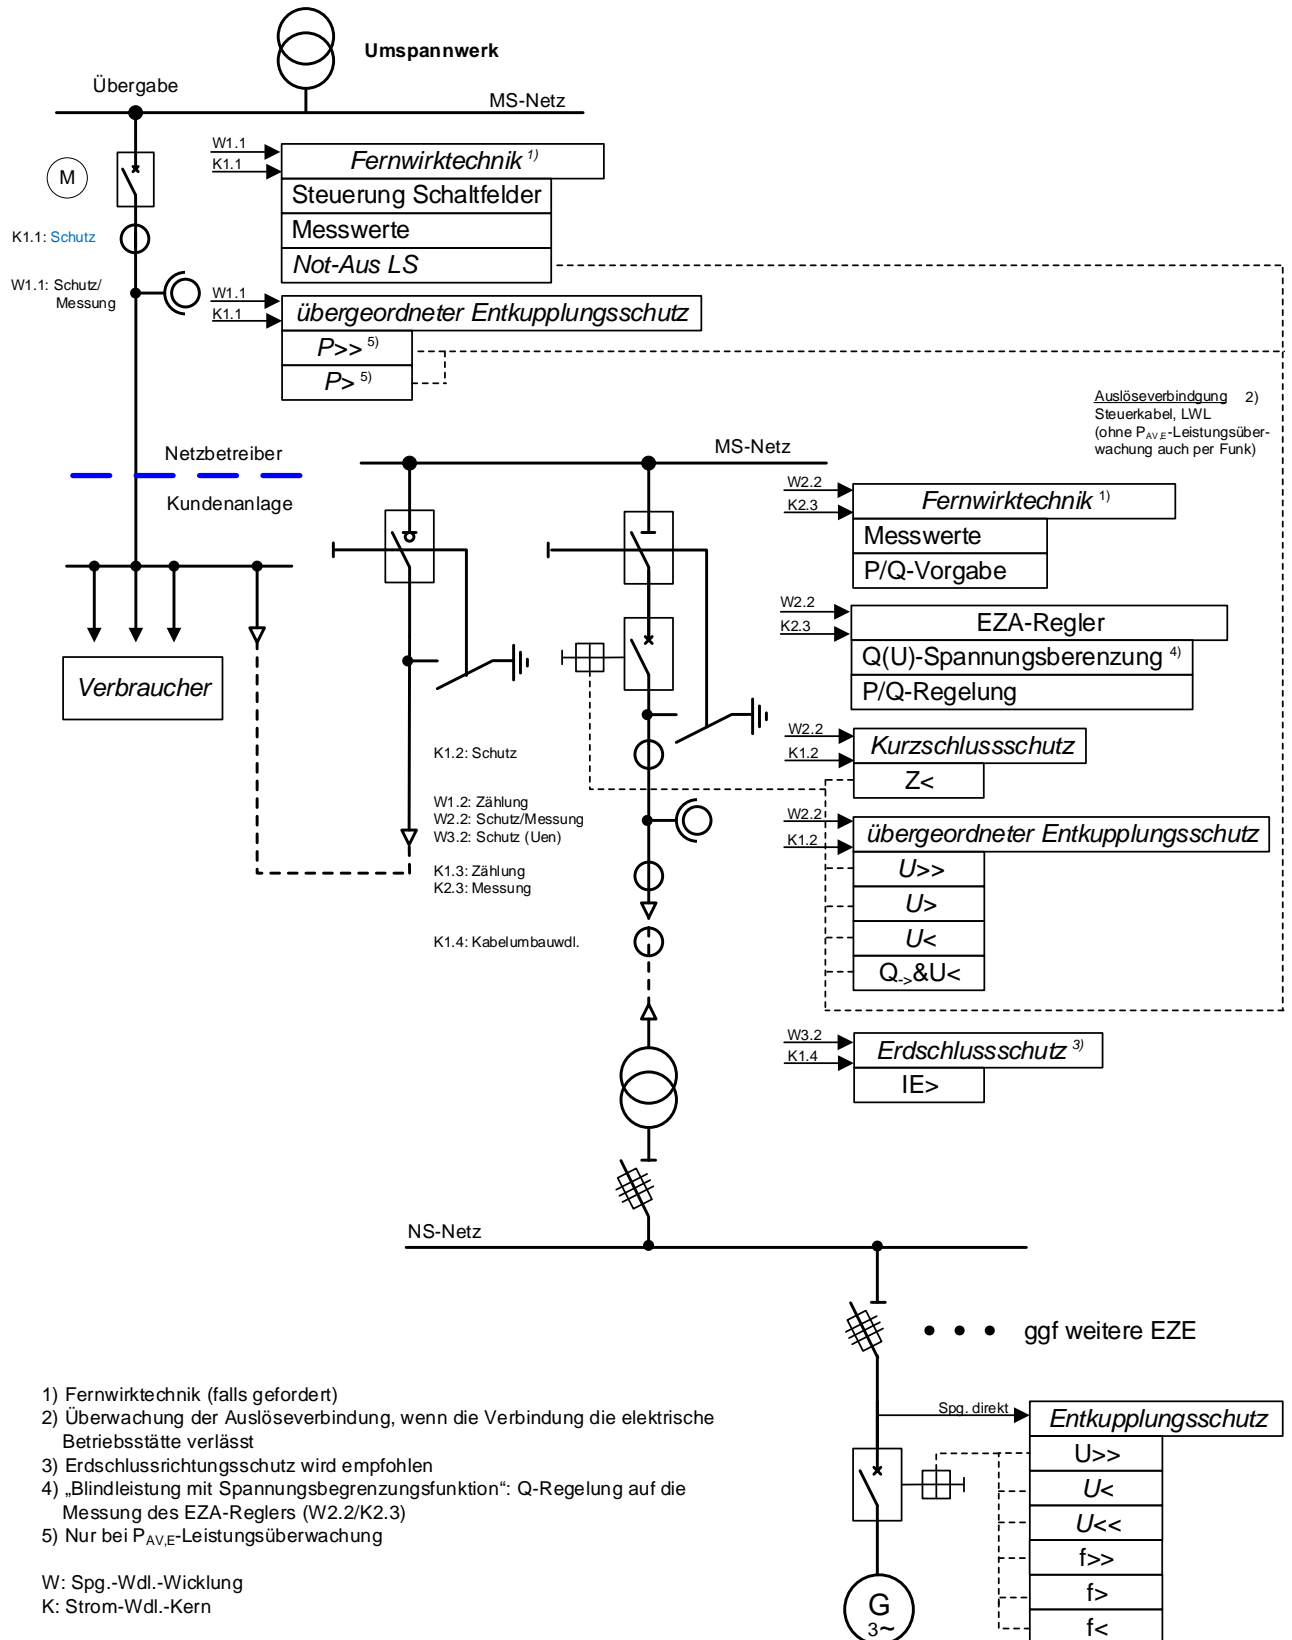 Umspannwerk
Übergabe
MS-Netz
M
K1.1: Schutz
W1.1: Schutz/
Messung
W1.1
K1.1
Fernwirktechnik 1)
Steuerung Schaltfelder
Messwerte
Not-Aus LS
W1.1
K1.1
übergeordneter Entkupplungsschutz
P>> 5)
P> 5)
Auslöseverbindgung 2)
Steuerkabel, LWL
(ohne PAV,E-Leistungsüber-
wachung auch per Funk)
Netzbetreiber
Kundenanlage
MS-Netz
Verbraucher
W2.2
K2.3
Fernwirktechnik 1)
Messwerte
P/Q-Vorgabe
W2.2
K2.3
EZA-Regler
Q(U)-Spannungsberenzung 4)
P/Q-Regelung
K1.2: Schutz
W1.2: Zählung
W2.2: Schutz/Messung
W3.2: Schutz (Uen)
K1.3: Zählung
K2.3: Messung
K1.4: Kabelumbauwdl.
W2.2
K1.2
Kurzschlussschutz
Z<
W2.2
K1.2
übergeordneter Entkupplungsschutz
U>>
U>
U<
Q->&U<
W3.2
K1.4
Erdschlussschutz 3)
IE>
NS-Netz
ggf weitere EZE
Spg. direkt
Entkupplungsschutz
U>>
U<
U<<
f>>
f>
f<
G
3~
1) Fernwirktechnik (falls gefordert)
2) Überwachung der Auslöseverbindung, wenn die Verbindung die elektrische
Betriebsstätte verlässt
3) Erdschlussrichtungsschutz wird empfohlen
4) „Blindleistung mit Spannungsbegrenzungsfunktion“: Q-Regelung auf die
Messung des EZA-Reglers (W2.2/K2.3)
5) Nur bei PAV,E-Leistungsüberwachung
W: Spg.-Wdl.-Wicklung
K: Strom-Wdl.-Kern